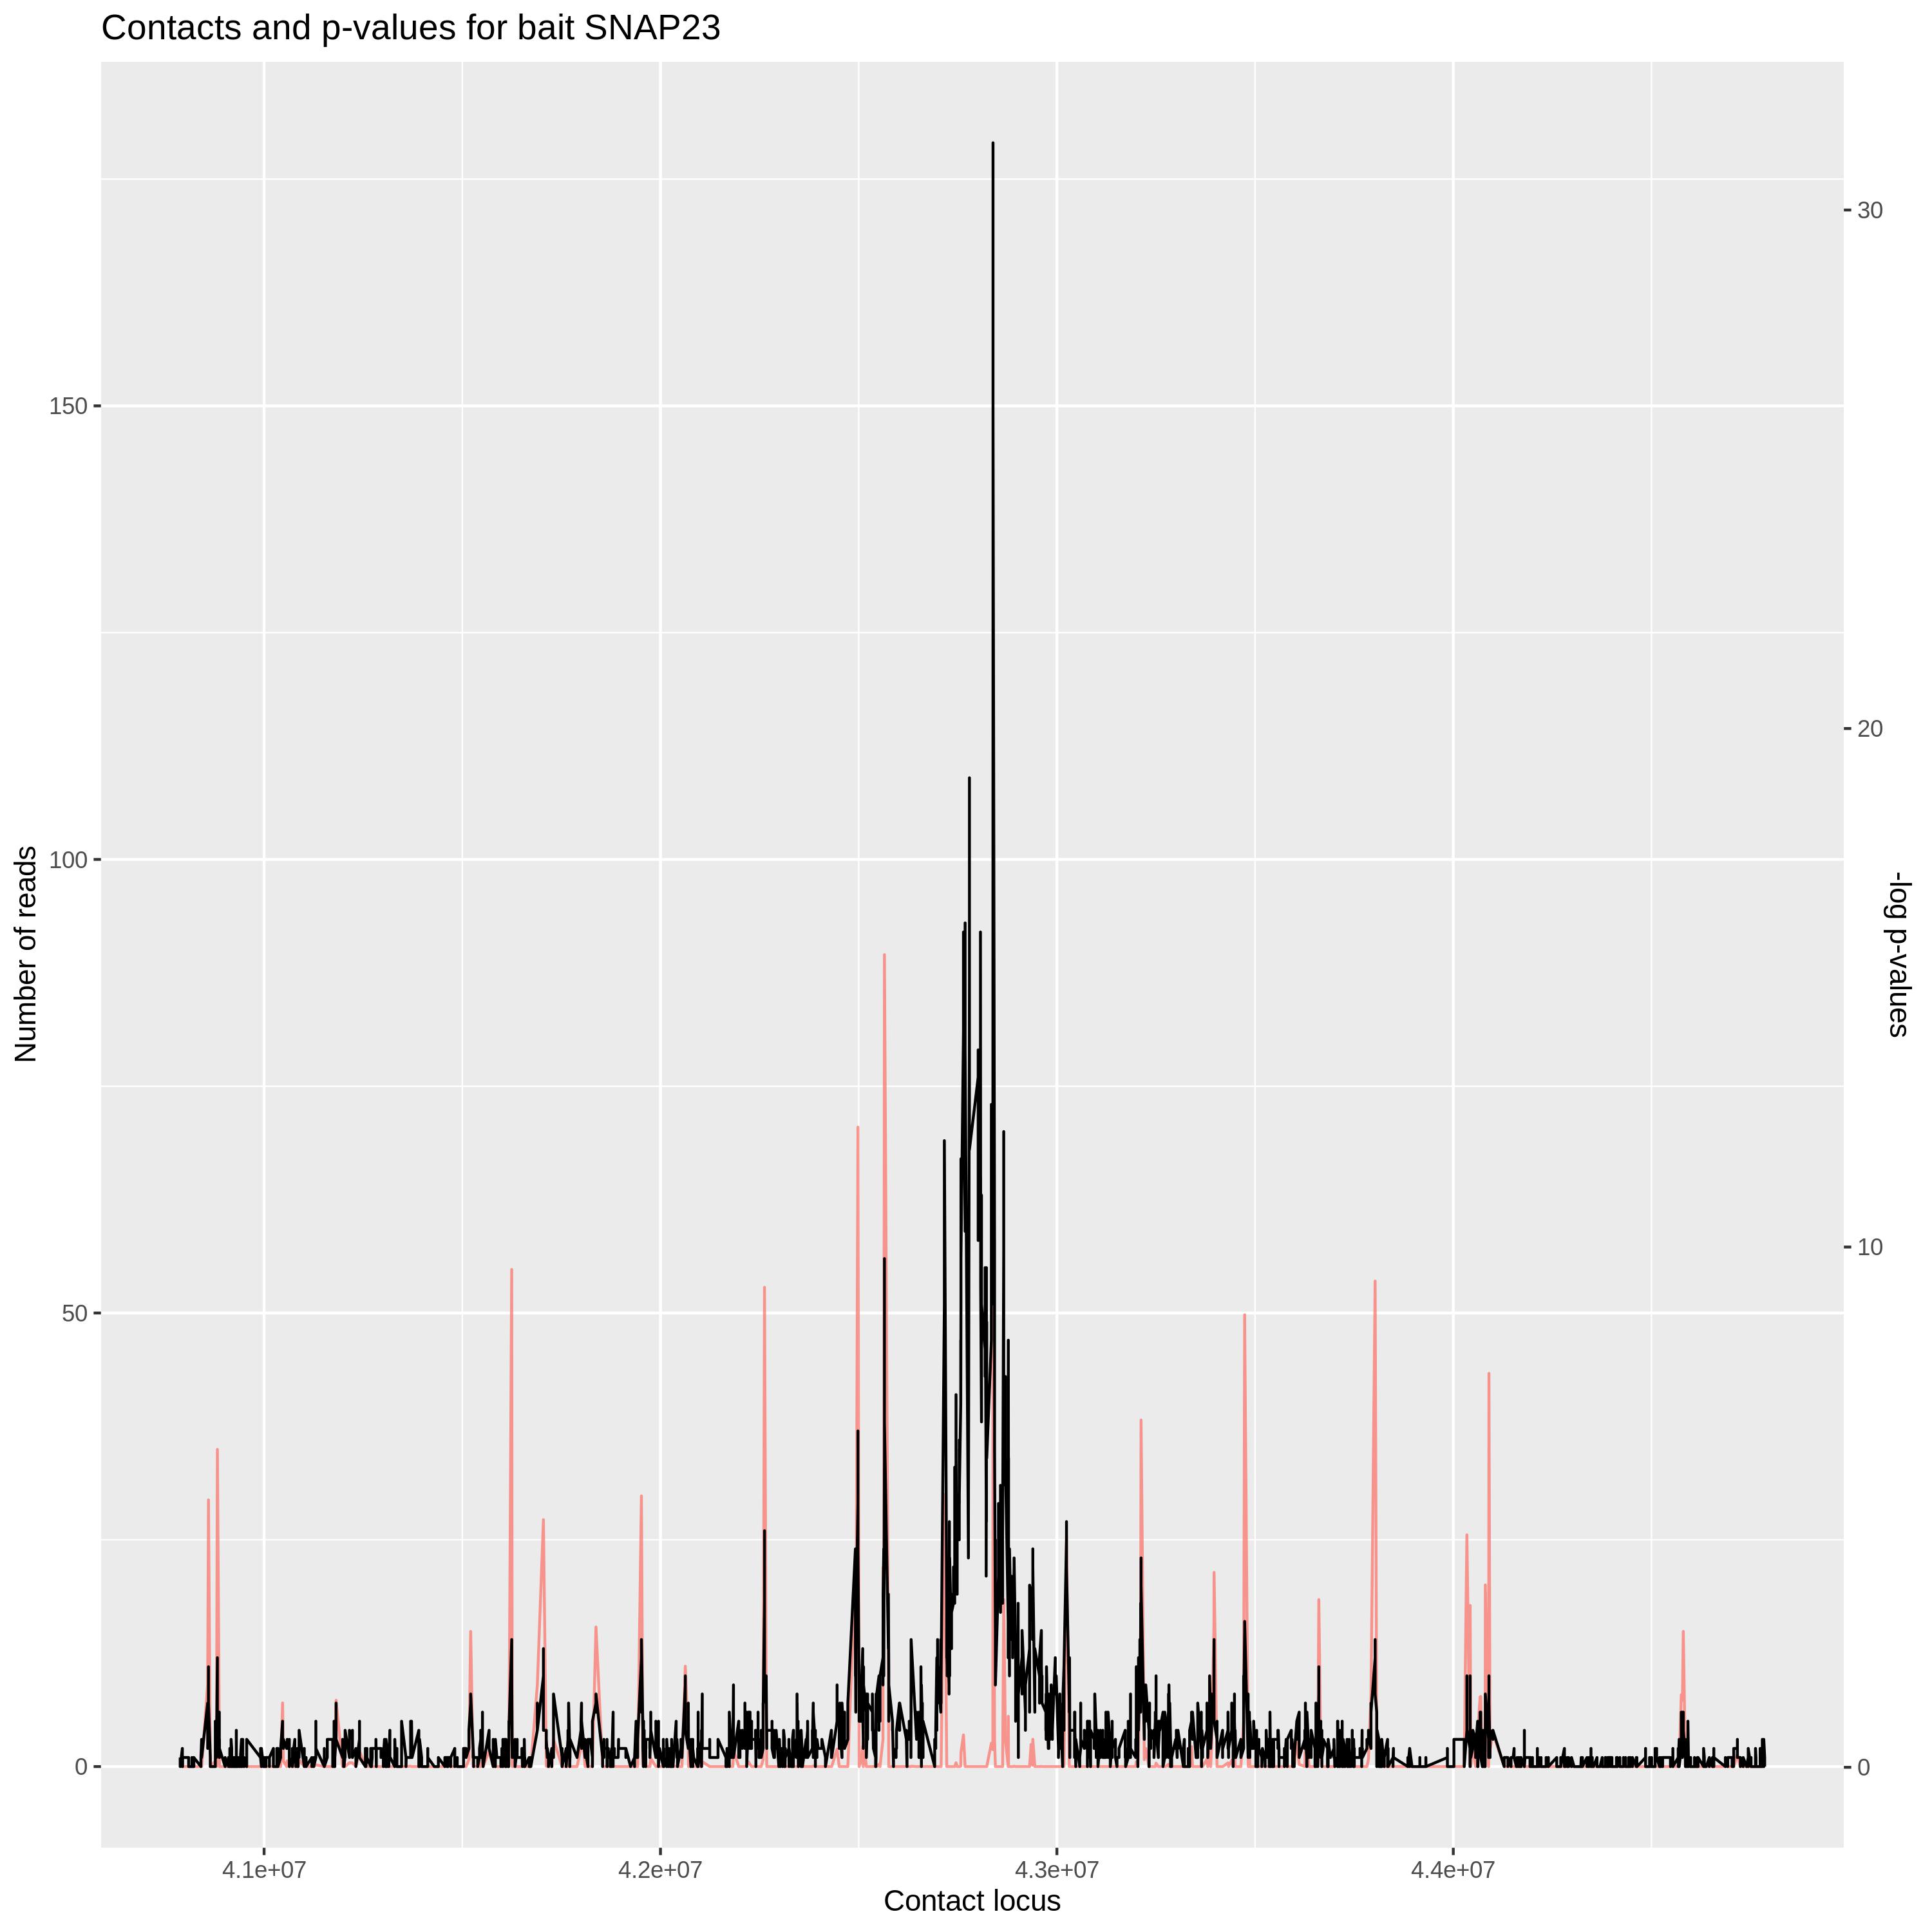 Contacts and p-values for bait SNAP23
Number of reads
150
100
50
0
30
20
10
0
-log p-values
4.1e+07
4.2e+07
4.3e+07
4.4e+07
Contact locus